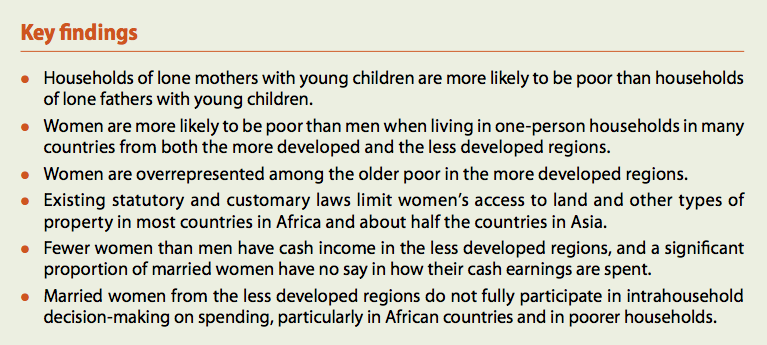 Key findings
• Households of lone mothers with young children are more likely to be poor than households
of lone fathers with young children.
• Women are more likely to be poor than men when living in one-person households in many
countries from both the more developed and the less developed regions.
• Women are overrepresented among the older poor in the more developed regions.
• Existing statutory and customary laws limit women's access to land and other types of
property in most countries in Africa and about half the countries in Asia.
• Fewer women than men have cash income in the less developed regions, and a significant
proportion of married women have no say in how their cash earnings are spent.
• Married women from the less developed regions do not fully participate in intrahousehold
decision-making on spending, particularly in African countries and in poorer households.